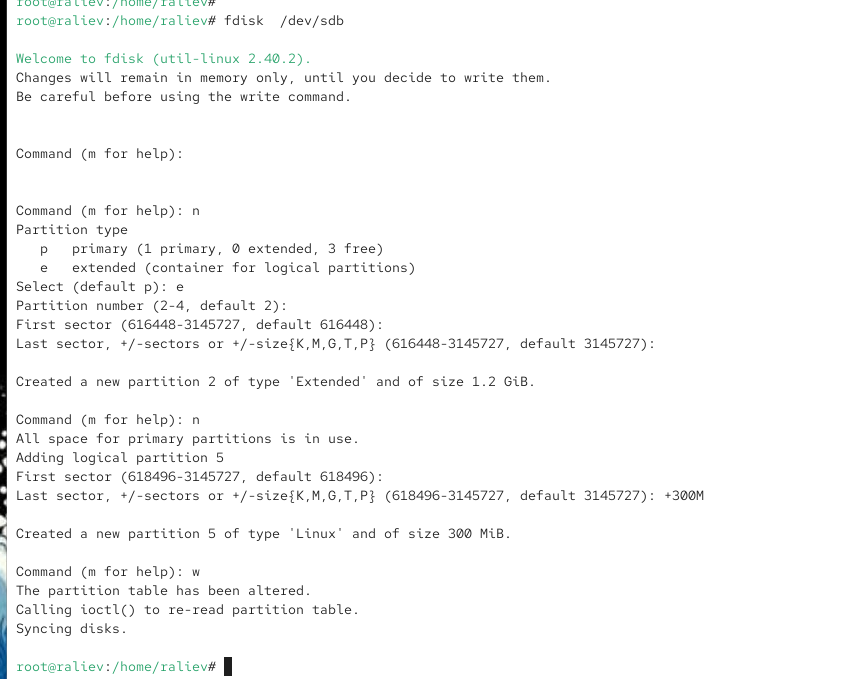 root@raliev:/home/raliev#
root@raliev:/home/raliev# fdisk  /dev/sdb
Welcome to fdisk (util-linux 2.40.2).
Changes will remain in memory only, until you decide to write them.
Be careful before using the write command.
Command (m for help):
Command (m for help): n
Partition type
   p   primary (1 primary, 0 extended, 3 free)
   e   extended (container for logical partitions)
Select (default p): e
Partition number (2-4, default 2):
First sector (616448-3145727, default 616448):
Last sector, +/-sectors or +/-size{K,M,G,T,P} (616448-3145727, default 3145727):
Created a new partition 2 of type 'Extended' and of size 1.2 GiB.
Command (m for help): n
All space for primary partitions is in use.
Adding logical partition 5
First sector (618496-3145727, default 618496):
Last sector, +/-sectors or +/-size{K,M,G,T,P} (618496-3145727, default 3145727): +300M
Created a new partition 5 of type 'Linux' and of size 300 MiB.
Command (m for help): w
The partition table has been altered.
Calling ioctl() to re-read partition table.
Syncing disks.
root@raliev:/home/raliev#